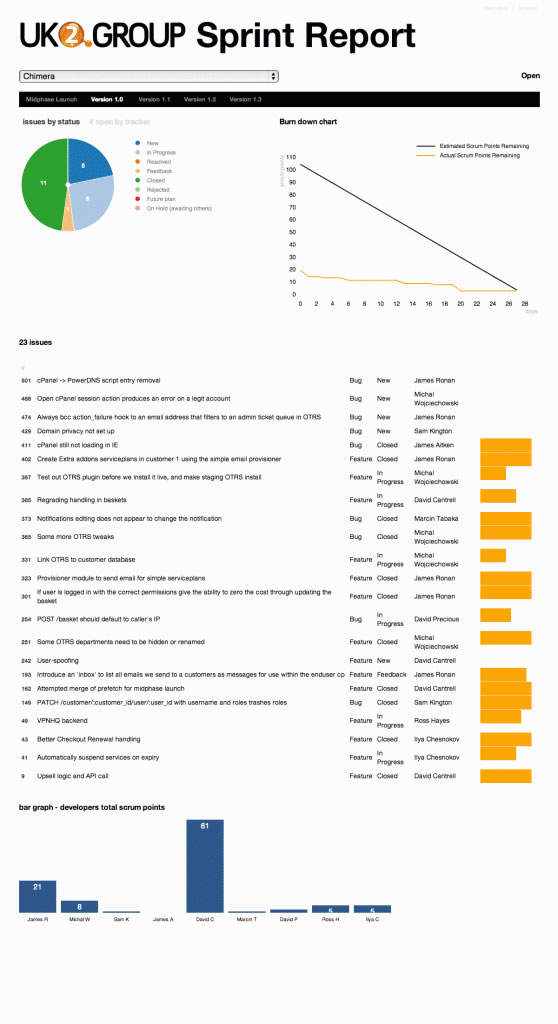 UK2.GROUP Sprint Report
Chimera
Open
Midphase Launch Version 1.0 Version 1.1 Version 1.2 Version 1.3
issues by status # open by tracker
11
5
6
New
In Progress
Resolved
Feedback
Closed
Rejected
Future plan
On Hold (awaiting others)
Burn down chart
Estimated Scrum Points Remaining
Actual Scrum Points Remaining
110
100
90
80
70
60
50
40
30
20
10
0
0 2 4 6 8 10 12 14 16 18 20 22 24 26 28
days
23 issues
501 cPanel -> PowerDNS script entry removal Bug New James Ronan
488 Open cPanel session action produces an error on a legit account Bug New Michal Wojciechowski
474 Always bcc action_failure hook to an email address that filters to an admin ticket queue in OTRS Bug New James Ronan
429 Domain privacy not set up Bug New Sam Kington
411 cPanel still not loading in IE Bug Closed James Aitken
402 Create Extra addons serviceplans in customer 1 using the simple email provisioner Feature Closed James Ronan
387 Test out OTRS plugin before we install it live, and make staging OTRS install Feature In Progress Michal Wojciechowski
385 Regrading handling in baskets Feature In Progress David Cantrell
373 Notifications editing does not appear to change the notification Bug Closed Marcin Tabaka
365 Some more OTRS tweaks Bug Closed Michal Wojciechowski
331 Link OTRS to customer database Feature In Progress Michal Wojciechowski
323 Provisioner module to send email for simple serviceplans Feature Closed James Ronan
301 If user is logged in with the correct permissions give the ability to zero the cost through updating the basket Feature Closed James Ronan
254 POST /basket should default to caller's IP Bug In Progress David Precious
251 Some OTRS departments need to be hidden or renamed Feature Closed Michal Wojciechowski
242 User-spoofing Feature New David Cantrell
193 Introduce an 'inbox' to list all emails we send to a customers as messages for use within the enduser cp Feature Feedback James Ronan
162 Attempted merge of prefetch for midphase launch Feature Closed David Cantrell
149 PATCH /customer/:customer_id/user/:user_id with username and roles trashes roles Bug Closed Sam Kington
49 VPNHQ backend Feature In Progress Ross Hayes
43 Better Checkout Renewal handling Feature Closed Ilya Chesnokov
41 Automatically suspend services on expiry Feature In Progress Ilya Chesnokov
9 Upsell logic and API call Feature Closed David Cantrell
bar graph - developers total scrum points
21
8
61
James R Michal W Sam K James A David C Marcin T David P Ross H Ilya C